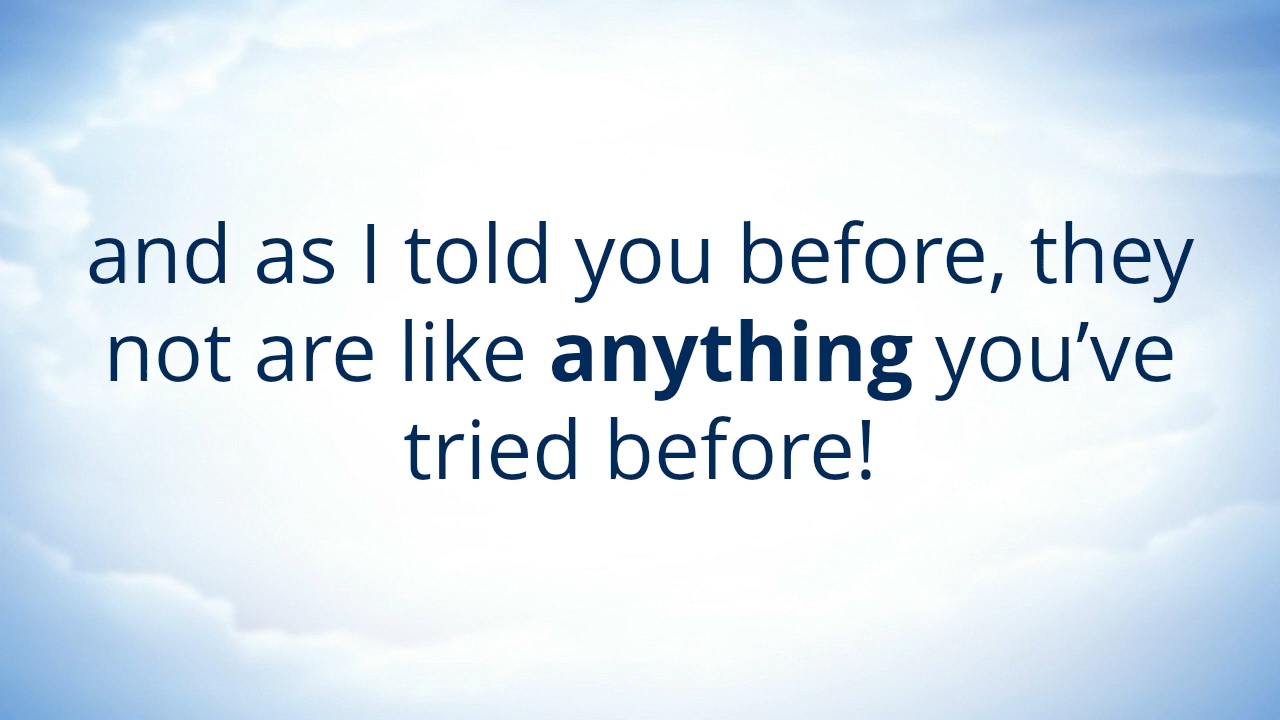 and as I told you before, they
not are like anything you’ve
tried before!